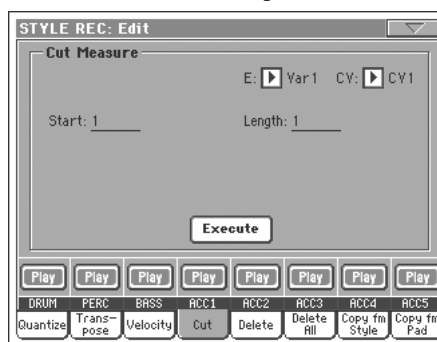 STYLE REC: Edit
Cut Measure
E: Var1 CV: CV1
Start: 1 Length: 1
Execute
Play Play Play Play Play Play Play Play
DRUM PERC BASS ACC1 ACC2 ACC3 ACC4 ACC5
Quantize Trans-pose Velocity Cut Delete Delete All Copy fm Style Copy fm Pad